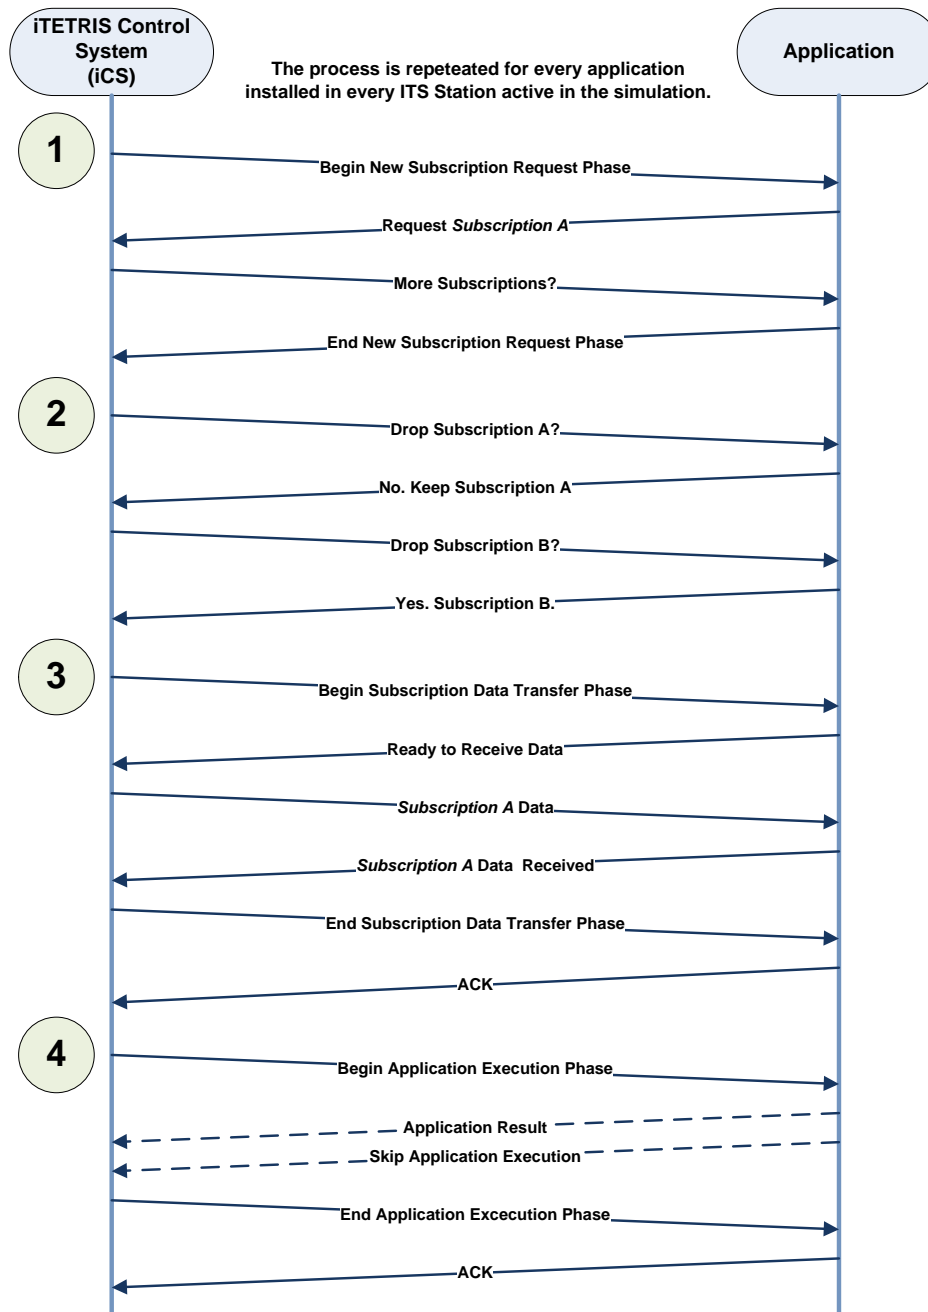 iTETRIS Control
System
(iCS)
The process is repeteated for every application
installed in every ITS Station active in the simulation.
Application
1
Begin New Subscription Request Phase
Request Subscription A
More Subscriptions?
End New Subscription Request Phase
2
Drop Subscription A?
No. Keep Subscription A
Drop Subscription B?
Yes. Subscription B.
3
Begin Subscription Data Transfer Phase
Ready to Receive Data
Subscription A Data
Subscription A Data  Received
End Subscription Data Transfer Phase
ACK
4
Begin Application Execution Phase
Application Result
Skip Application Execution
End Application Excecution Phase
ACK